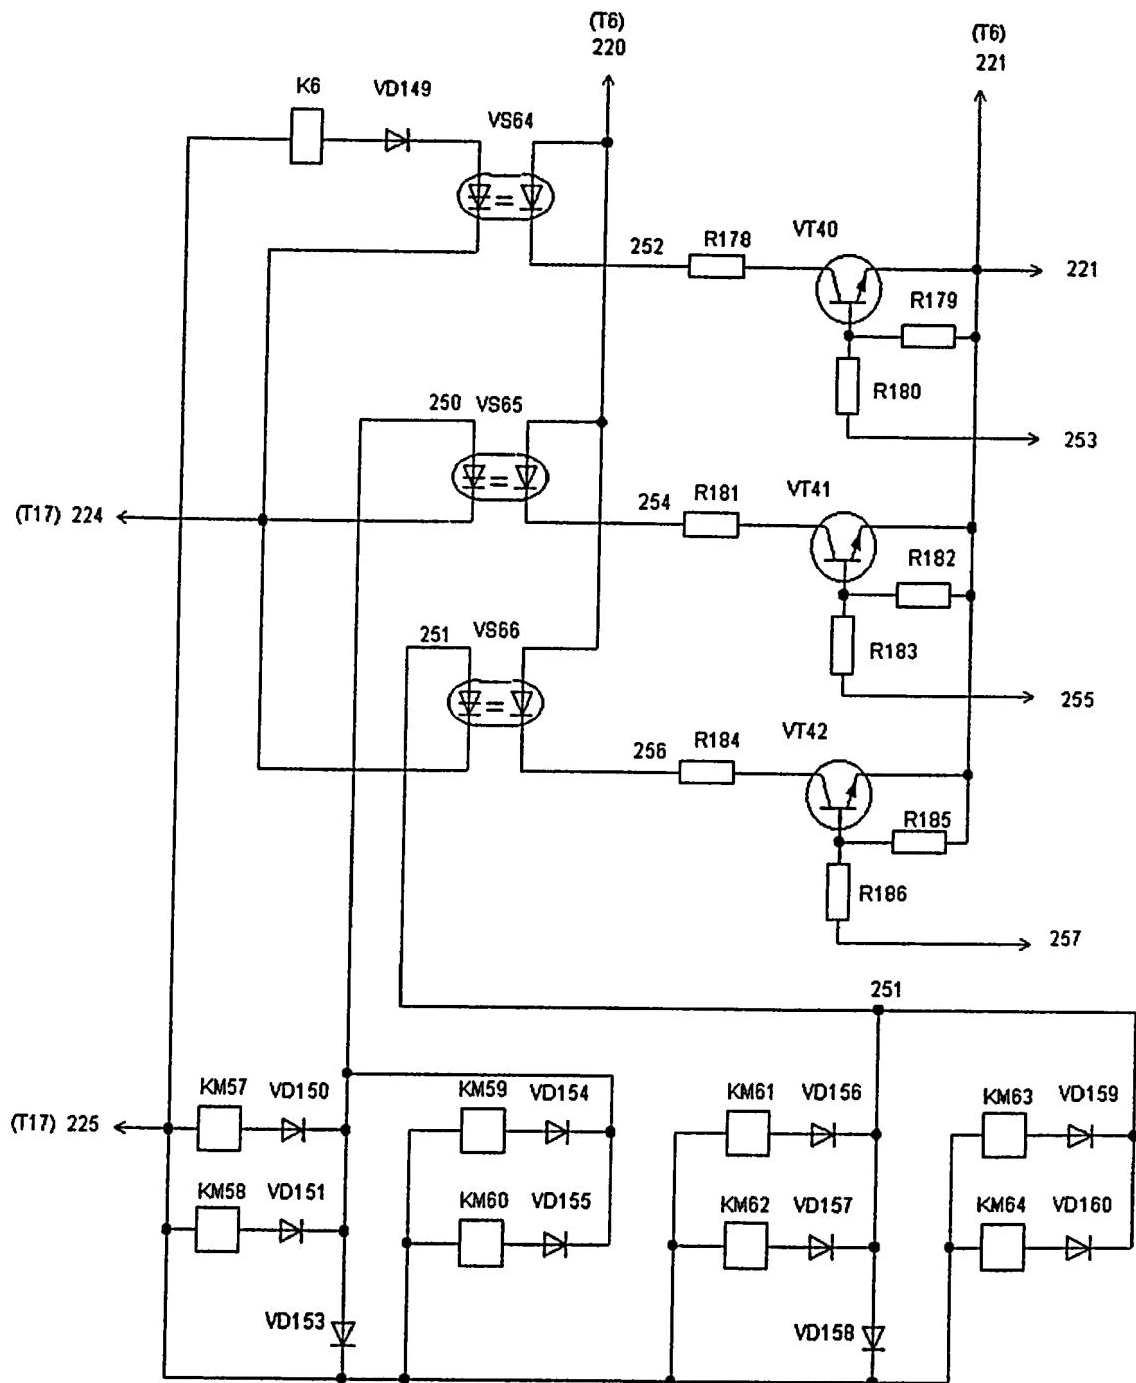 (T6)
220
(T6)
221
K6
VD149
VS64
252
R178
VT40
221
R179
R180
253
250
VS65
(T17) 224
254
R181
VT41
R182
R183
255
251
VS66
256
R184
VT42
R185
R186
257
251
KM57
VD150
KM59
VD154
KM61
VD156
KM63
VD159
(T17) 225
KM58
VD151
KM60
VD155
KM62
VD157
KM64
VD160
VD153
VD158